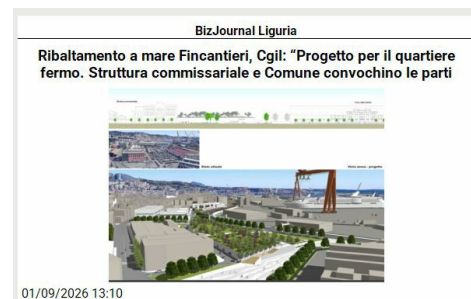 BizJournal Liguria
Ribaltamento a mare Fincantieri, Cgil: “Progetto per il quartiere
fermo. Struttura commissariale e Comune convochino le parti
01/09/2026 13:10